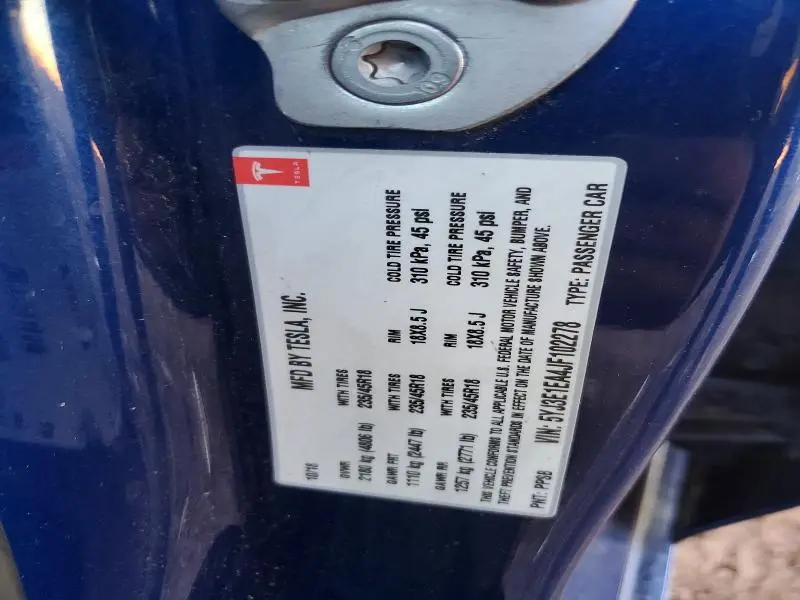 60L
TESLA
MFD BY TESLA, INC.
10/18
GVWR WITH TIRES
2180 kg (4806 lb) 235/45R18
GAWR FRT WITH TIRES RIM COLD TIRE PRESSURE
1110 kg (2447 lb) 235/45R18 18X8.5 J 310 kPa, 45 psi
GAWR RR WITH TIRES RIM COLD TIRE PRESSURE
1257 kg (2771 lb) 235/45R18 18X8.5 J 310 kPa, 45 psi
THIS VEHICLE CONFORMS TO ALL APPLICABLE U.S. FEDERAL MOTOR VEHICLE SAFETY, BUMPER, AND
THEFT PREVENTION STANDARDS IN EFFECT ON THE DATE OF MANUFACTURE SHOWN ABOVE.
PNT: PPSB VIN: 5YJ3E1EA4JF102278 TYPE: PASSENGER CAR